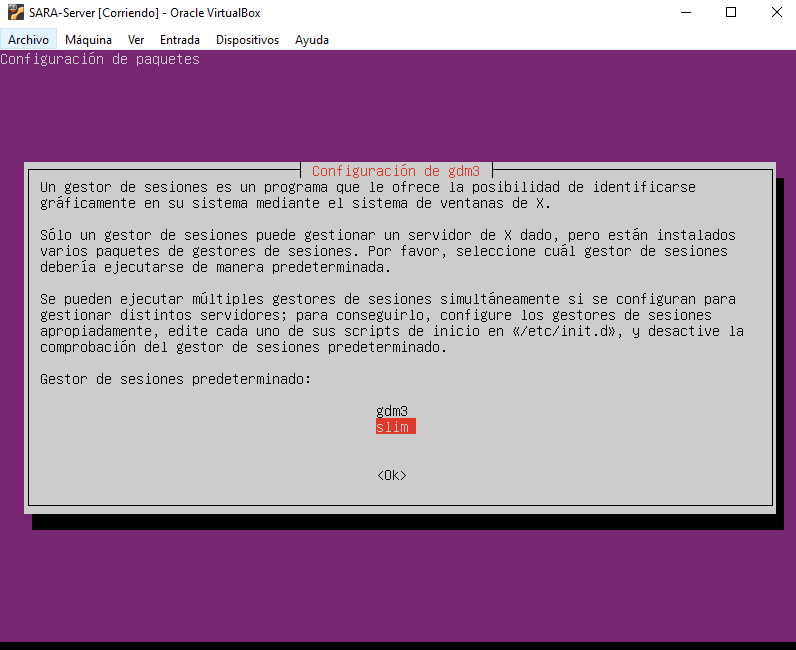 SARA-Server [Corriendo] - Oracle VirtualBox
Archivo Máquina Ver Entrada Dispositivos Ayuda
Configuración de paquetes
Configuración de gdm3
Un gestor de sesiones es un programa que le ofrece la posibilidad de identificarse
gráficamente en su sistema mediante el sistema de ventanas de X.
Sólo un gestor de sesiones puede gestionar un servidor de X dado, pero están instalados
varios paquetes de gestores de sesiones. Por favor, seleccione cuál gestor de sesiones
debería ejecutarse de manera predeterminada.
Se pueden ejecutar múltiples gestores de sesiones simultáneamente si se configuran para
gestionar distintos servidores; para conseguirlo, configure los gestores de sesiones
apropiadamente, edite cada uno de sus scripts de inicio en «/etc/init.d», y desactive la
comprobación del gestor de sesiones predeterminado.
Gestor de sesiones predeterminado:
gdm3
slim
<Ok>